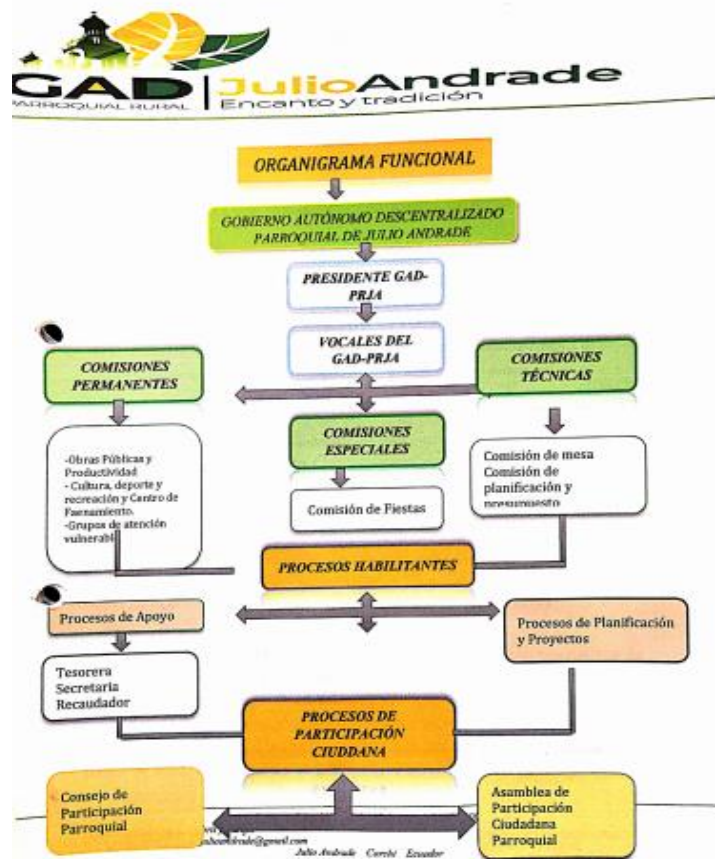 GAD
PARROQUIAL RURAL
JulioAndrade
Encanto y tradición
ORGANIGRAMA FUNCIONAL
GOBIERNO AUTÓNOMO DESCENTRALIZADO
PARROQUIAL DE JULIO ANDRADE
PRESIDENTE GAD-
PRJA
VOCALES DEL
GAD-PRJA
COMISIONES
PERMANENTES
COMISIONES
TÉCNICAS
COMISIONES
ESPECIALES
-Obras Públicas y
Productividad
- Cultura, deporte y
recreación y Centro de
Faenamiento.
-Grupos de atención
vulnerable
Comisión de mesa
Comisión de
planificación y
presupuesto
Comisión de Fiestas
PROCESOS HABILITANTES
Procesos de Apoyo
Procesos de Planificación
y Proyectos
Tesorera
Secretaria
Recaudador
PROCESOS DE
PARTICIPACIÓN
CIUDDANA
Consejo de
Participación
Parroquial
Asamblea de
Participación
Ciudadana
Parroquial
@gmail.com
Julio Andrade Carchi Ecuador